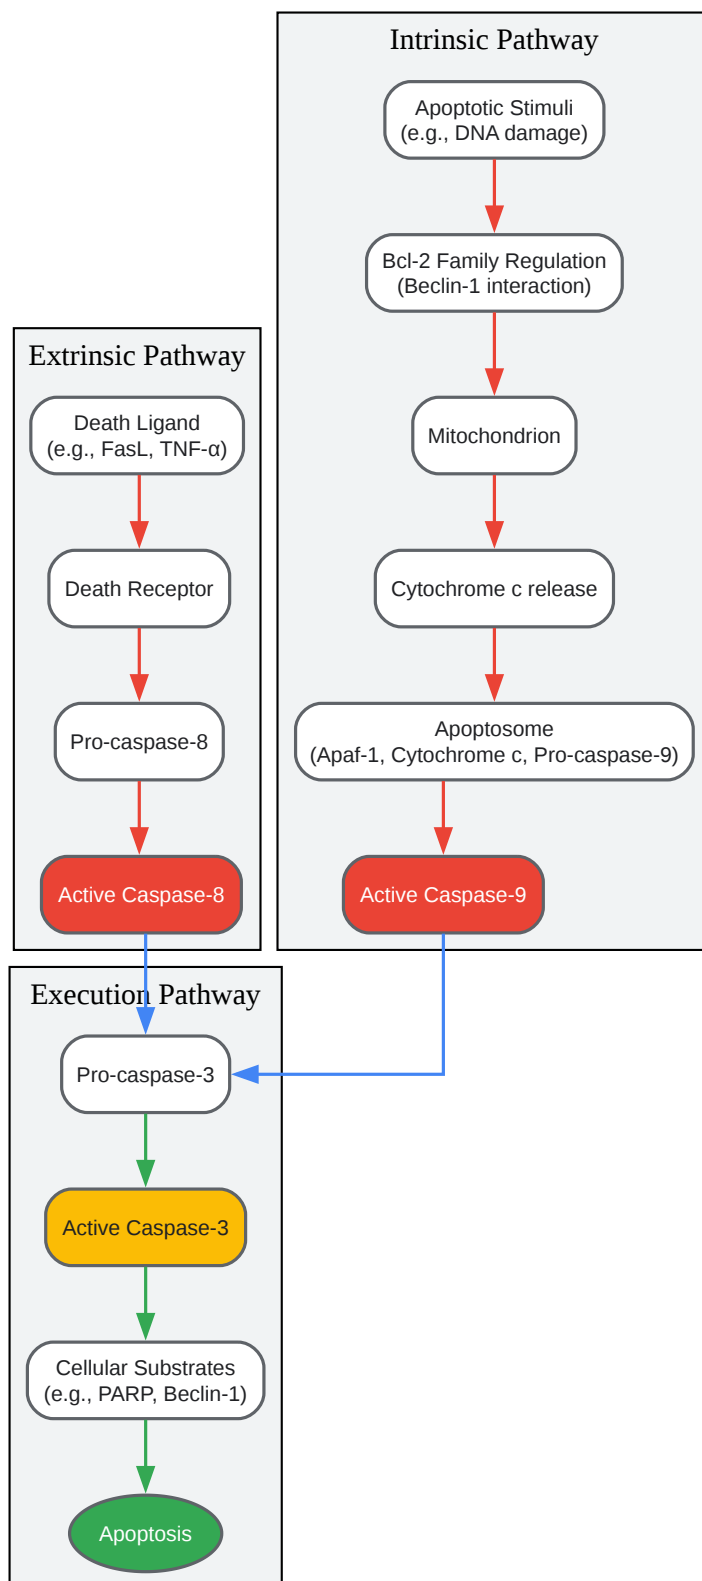 Intrinsic Pathway
Apoptotic Stimuli
(e.g., DNA damage)
Bcl-2 Family Regulation
(Beclin-1 interaction)
Mitochondrion
Cytochrome c release
Apoptosome
(Apaf-1, Cytochrome c, Pro-caspase-9)
Active Caspase-9
Extrinsic Pathway
Death Ligand
(e.g., FasL, TNF-α)
Death Receptor
Pro-caspase-8
Active Caspase-8
Execution Pathway
Pro-caspase-3
Active Caspase-3
Cellular Substrates
(e.g., PARP, Beclin-1)
Apoptosis